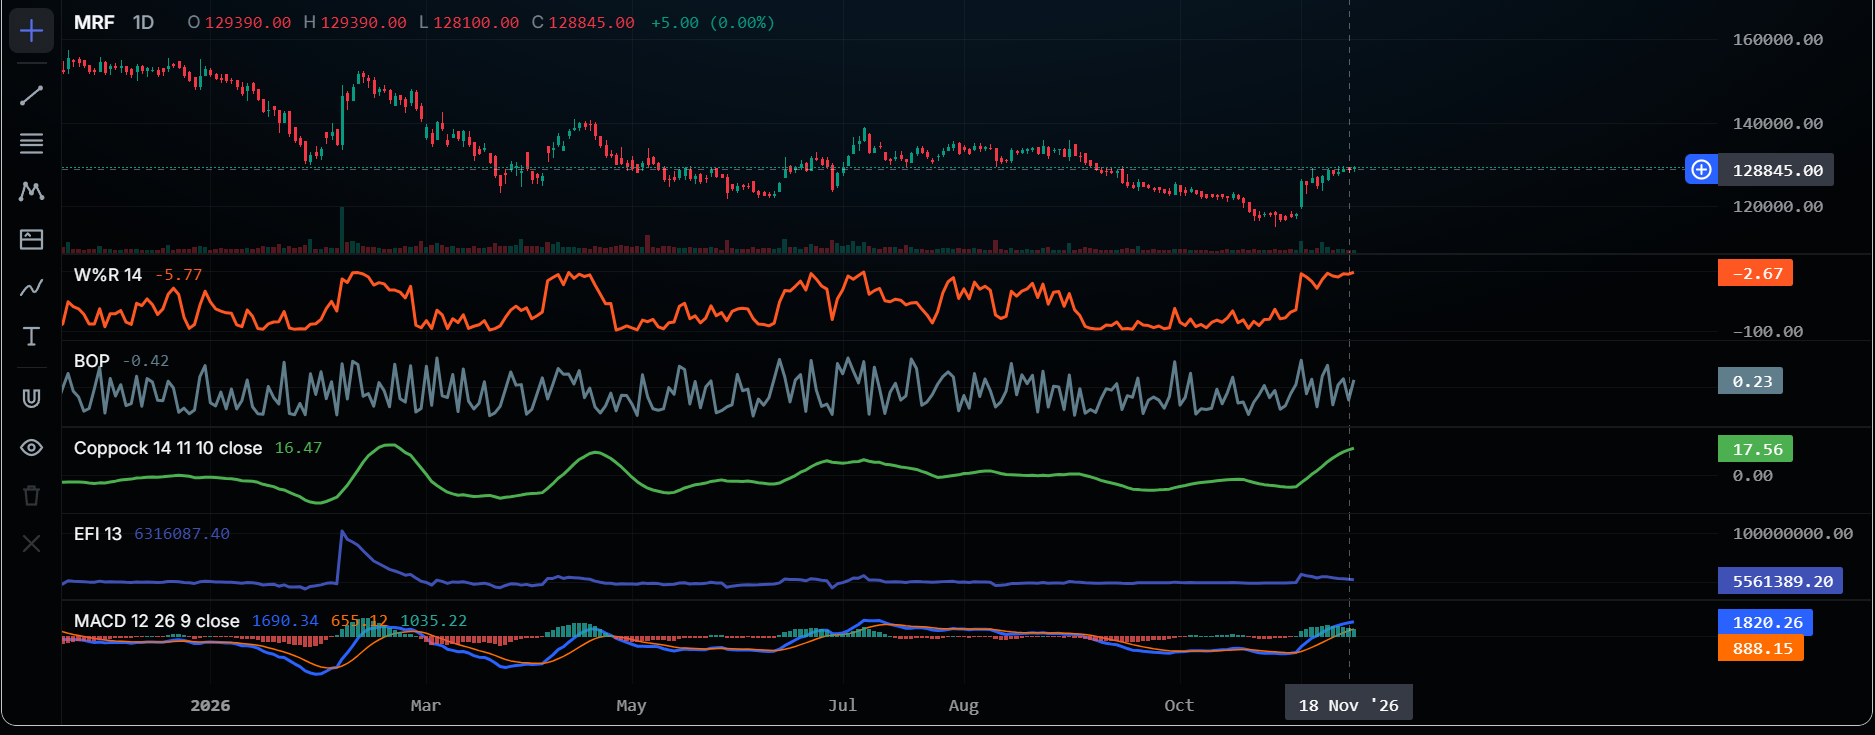 MRF 1D O 129390.00 H 129390.00 L 128100.00 C 128845.00 +5.00 (0.00%)
160000.00
140000.00
128845.00
120000.00
W%R 14 -5.77
-2.67
-100.00
BOP -0.42
0.23
Coppock 14 11 10 close 16.47
17.56
0.00
EFI 13 6316087.40
100000000.00
5561389.20
MACD 12 26 9 close 1690.34 655.12 1035.22
1820.26
888.15
2026 Mar May Jul Aug Oct 18 Nov '26